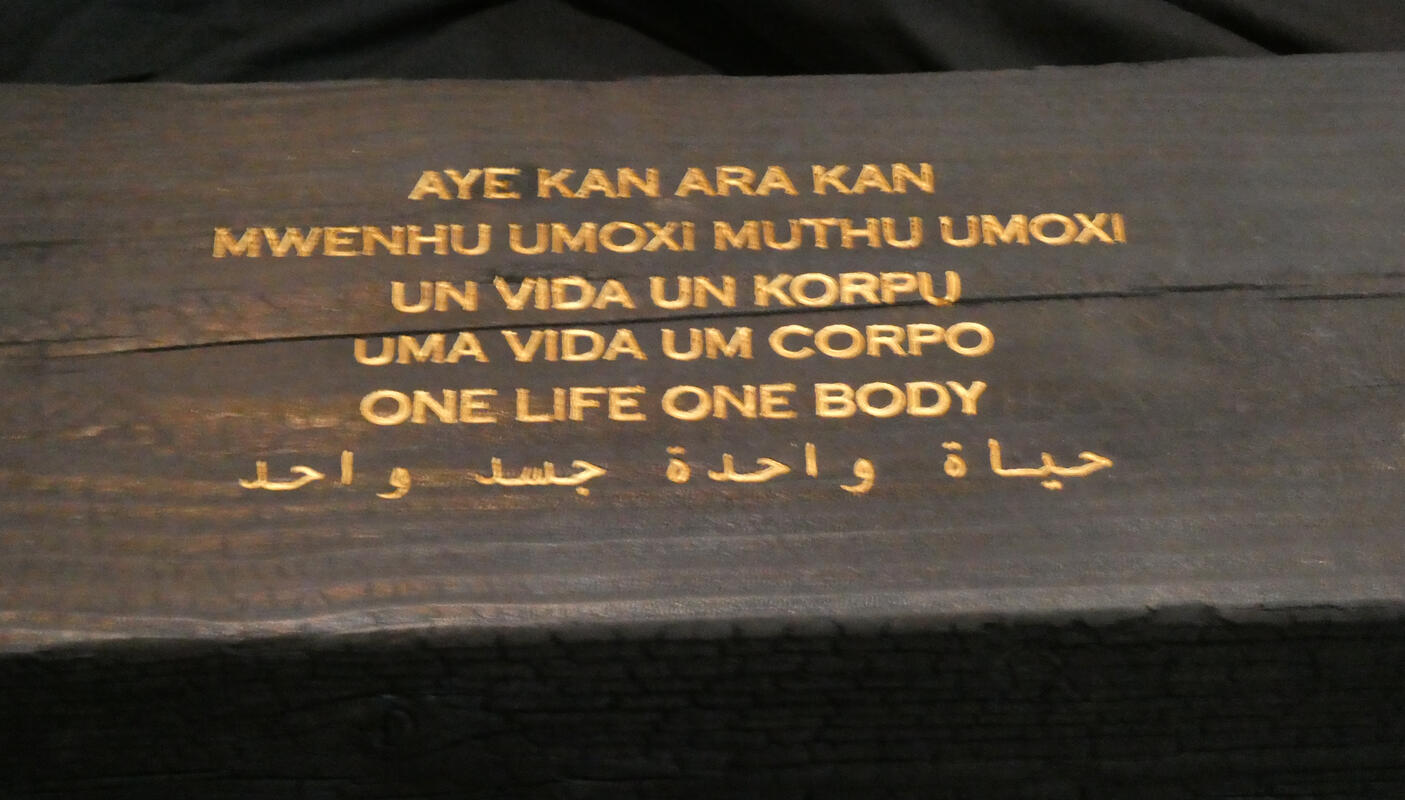 AYE KAN ARA KAN
MWENHU UMOXI MUTHU UMOXI
UN VIDA UN KORPU
UMA VIDA UM CORPO
ONE LIFE ONE BODY
حياة واحدة جسد واحد